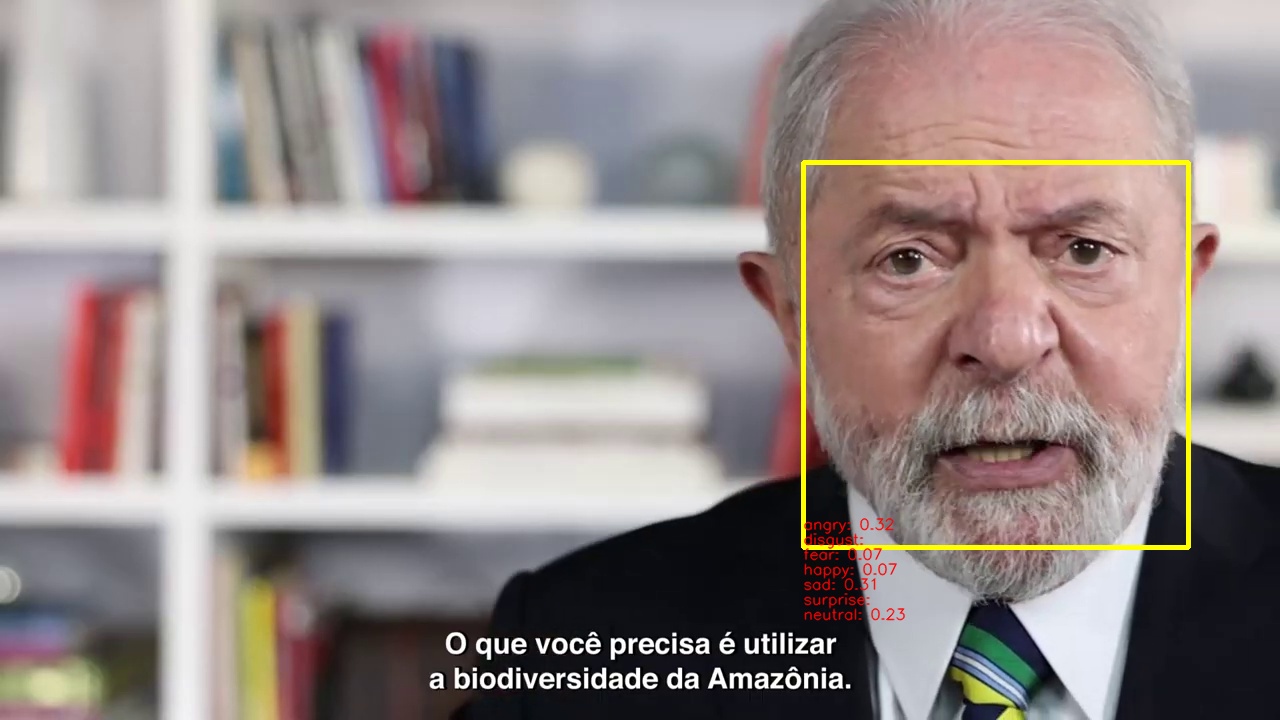 angry: 0.32
disgust:
fear: 0.07
happy: 0.07
sad: 0.31
surprise:
neutral: 0.23
O que você precisa é utilizar
a biodiversidade da Amazônia.